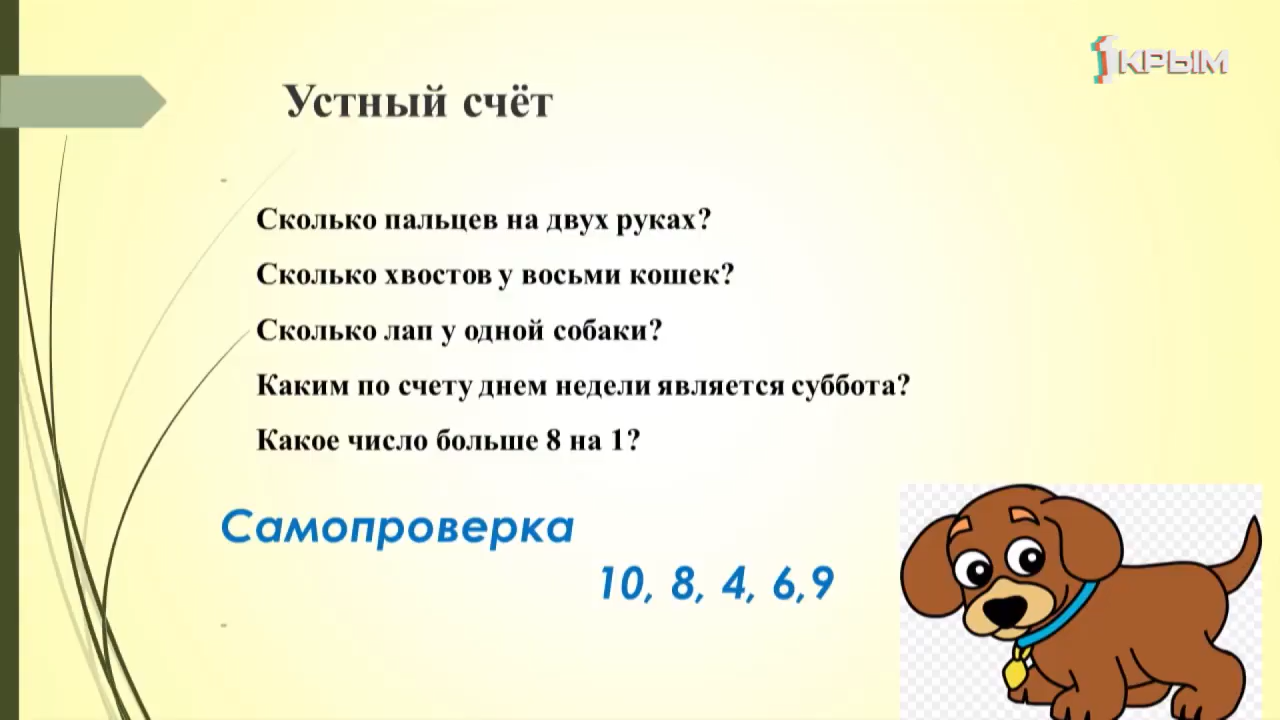 1КРЫМ
Устный счёт
Сколько пальцев на двух руках?
Сколько хвостов у восьми кошек?
Сколько лап у одной собаки?
Каким по счету днем недели является суббота?
Какое число больше 8 на 1?
Самопроверка
10, 8, 4, 6,9